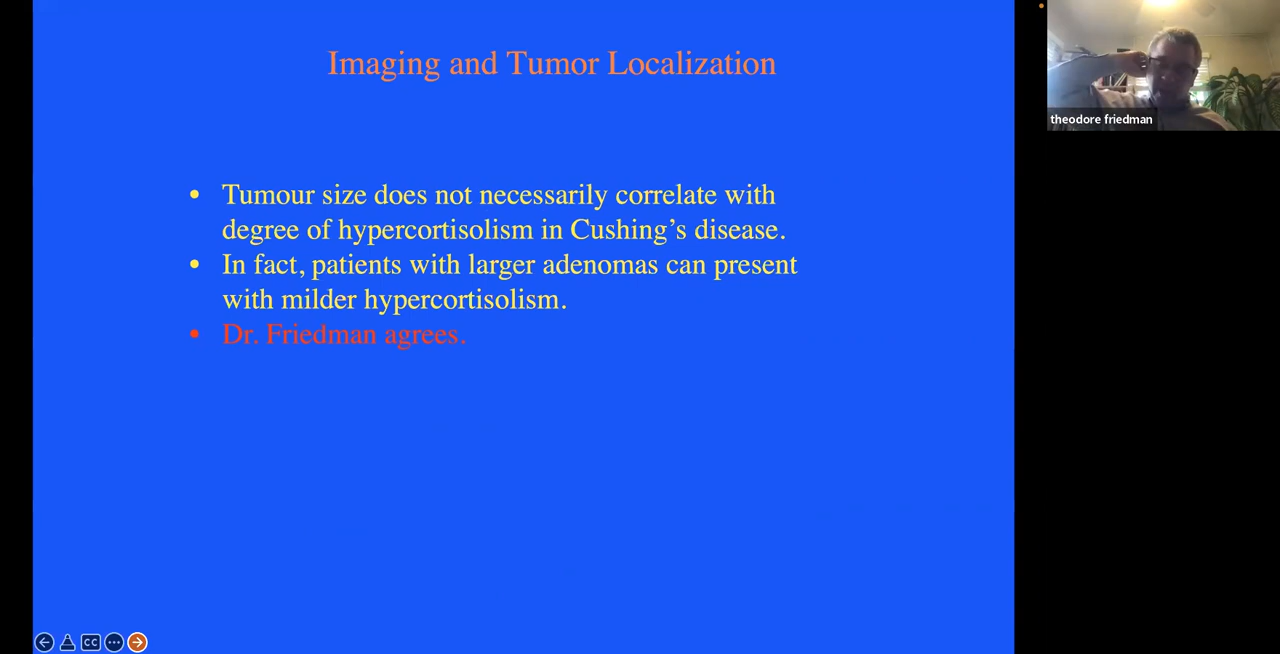 Imaging and Tumor Localization
theodore friedman
• Tumour size does not necessarily correlate with
degree of hypercortisolism in Cushing's disease.
• In fact, patients with larger adenomas can present
with milder hypercortisolism.
• Dr. Friedman agrees.
CC